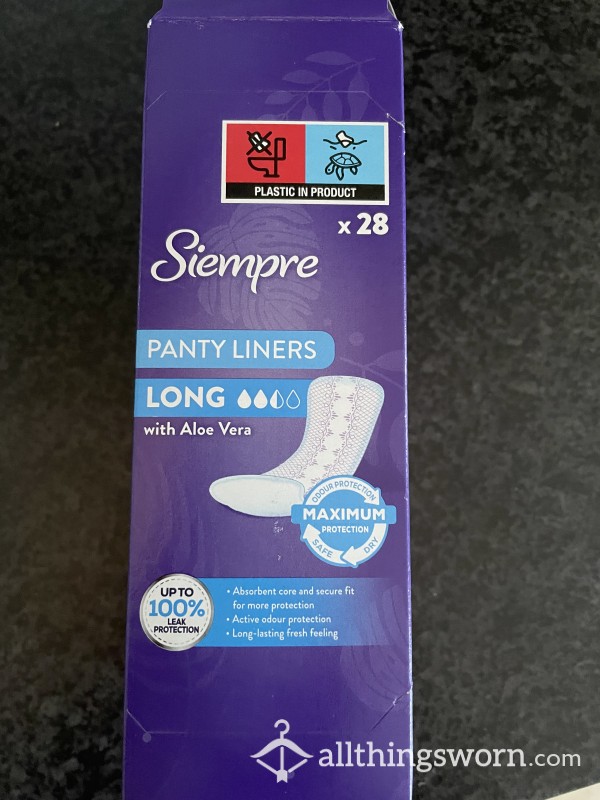 PLASTIC IN PRODUCT
x 28
Siempre
PANTY LINERS
LONG
with Aloe Vera
ODOUR PROTECTION
MAXIMUM
PROTECTION
SAFE
DRY
UP TO
100%
LEAK
PROTECTION
• Absorbent core and secure fit
for more protection
• Active odour protection
• Long-lasting fresh feeling
allthingsworn.com